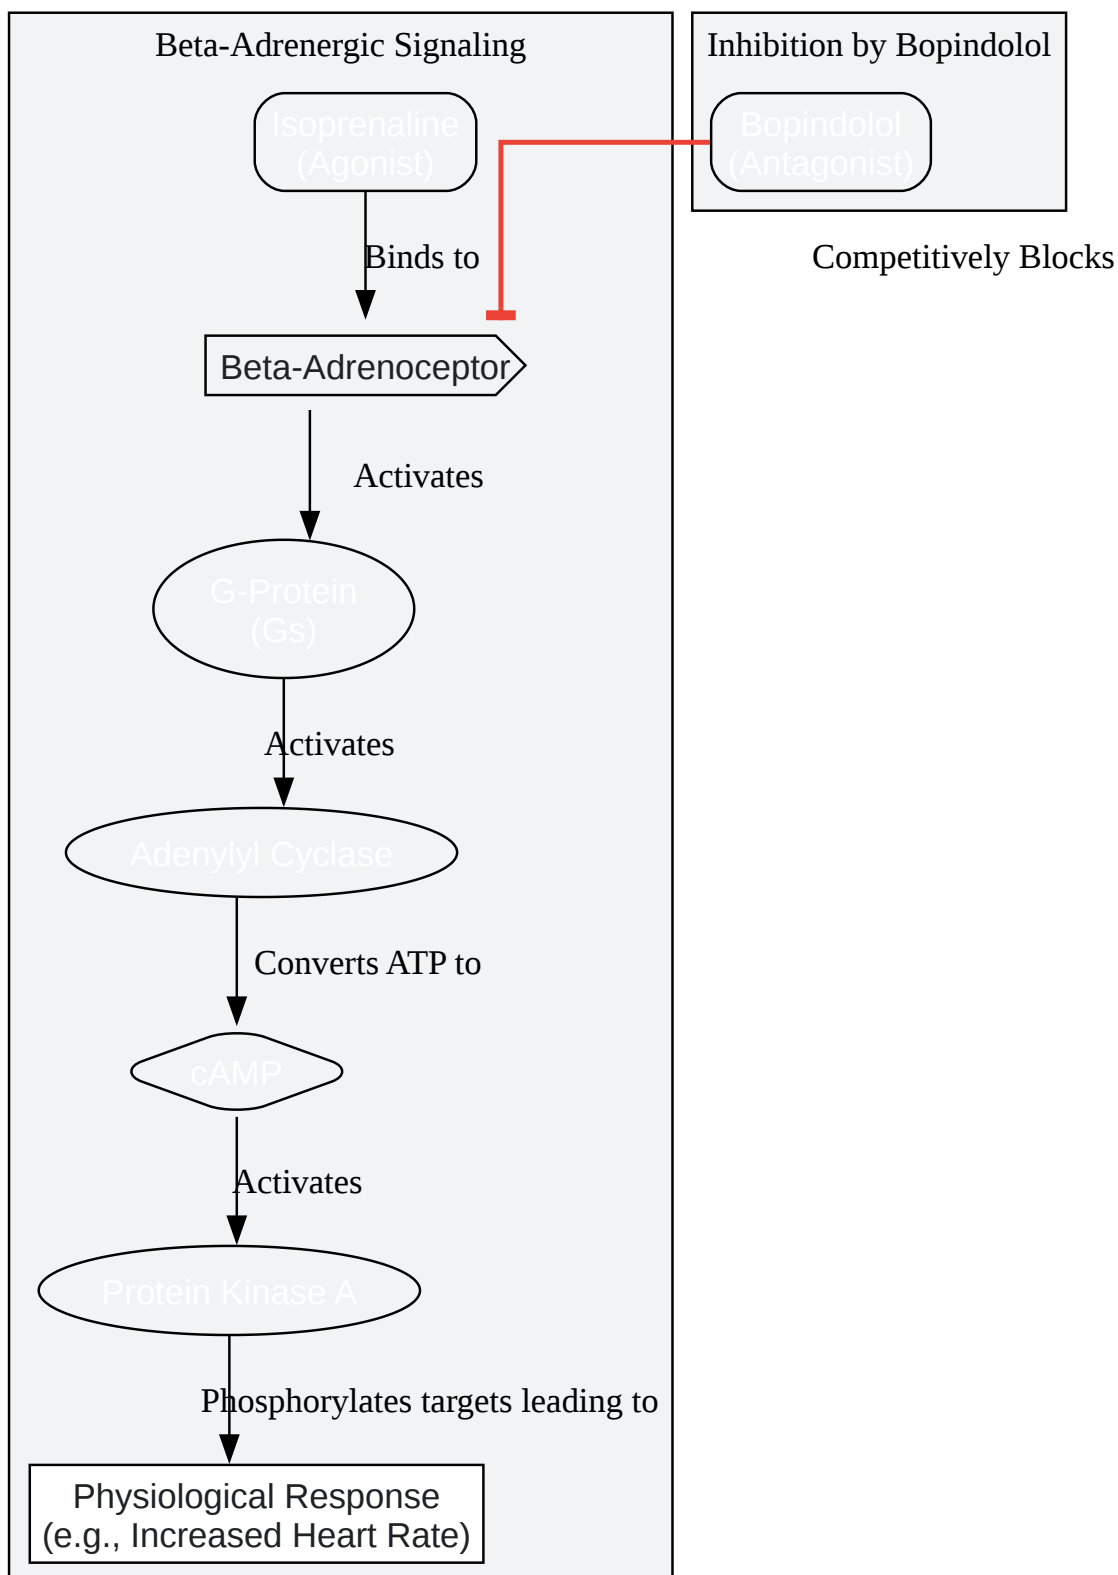 Beta-Adrenergic Signaling
Inhibition by Bopindolol
Isoprenaline
(Agonist)
Bopindolol
(Antagonist)
Binds to
Competitively Blocks
Beta-Adrenoceptor
Activates
G-Protein
(Gs)
Activates
Adenylyl Cyclase
Converts ATP to
cAMP
Activates
Protein Kinase A
Phosphorylates targets leading to
Physiological Response
(e.g., Increased Heart Rate)